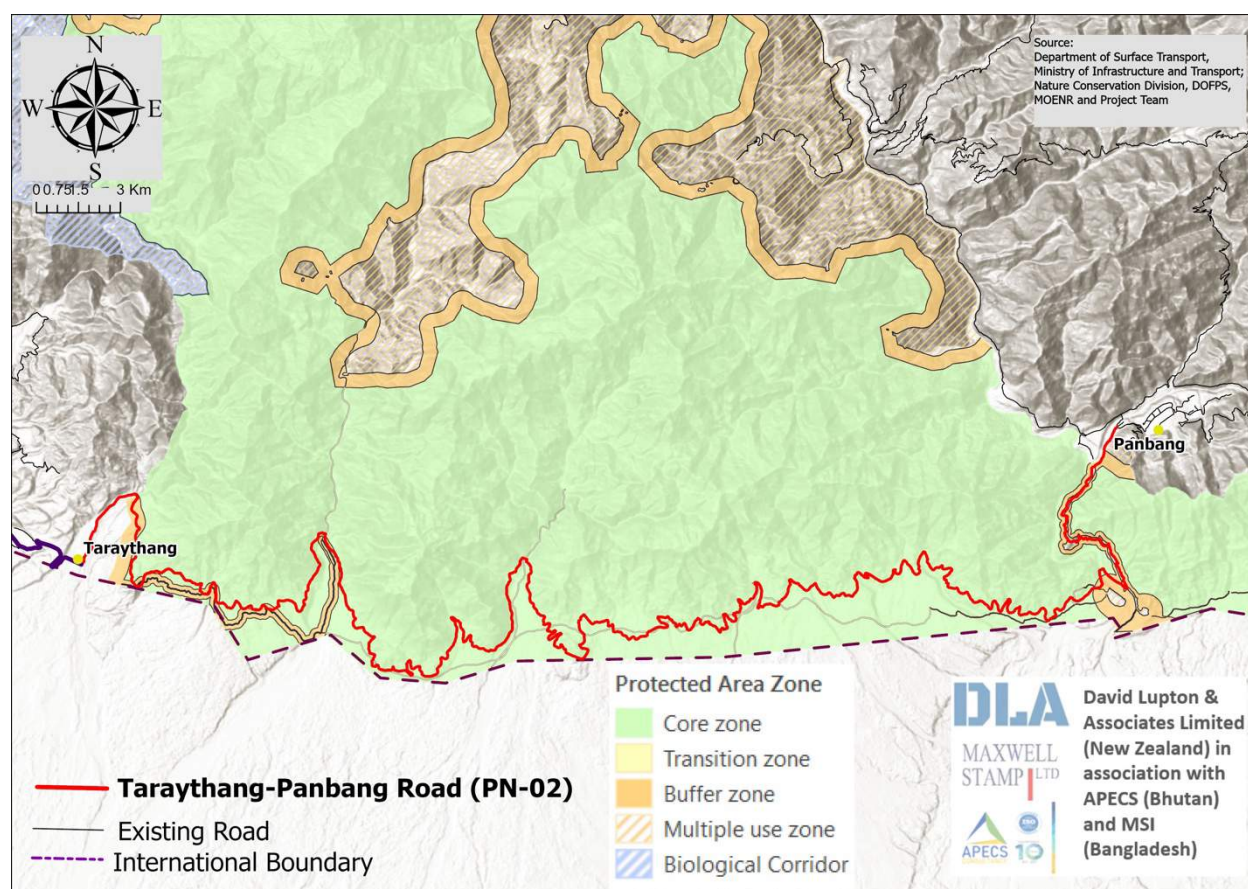 N
W E
S
0 0.75 1.5 3 Km
Source:
Department of Surface Transport,
Ministry of Infrastructure and Transport;
Nature Conservation Division, DOFPS,
MOENR and Project Team
Panbang
Taraythang
Protected Area Zone
Core zone
Transition zone
Buffer zone
Multiple use zone
Biological Corridor
Taraythang-Panbang Road (PN-02)
Existing Road
International Boundary
DLA
MAXWELL
STAMP LTD
APECS
ISO
10
David Lupton &
Associates Limited
(New Zealand) in
association with
APECS (Bhutan)
and MSI
(Bangladesh)